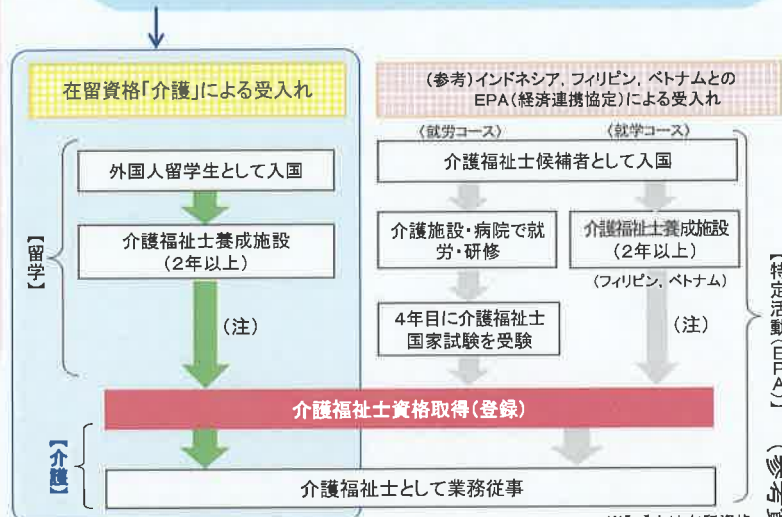 在留資格「介護」による受入れ
(参考)インドネシア,フィリピン,ベトナムとの
EPA(経済連携協定)による受入れ
〈就労コース〉
〈就学コース〉
外国人留学生として入国
介護福祉士候補者として入国
介護福祉士養成施設
(2年以上)
介護施設・病院で就
労・研修
介護福祉士養成施設
(2年以上)
(フィリピン,ベトナム)
【留学】
(注)
4年目に介護福祉士
国家試験を受験
(注)
【特定活動(EPA)】
介護福祉士資格取得(登録)
【介護】
介護福祉士として業務従事